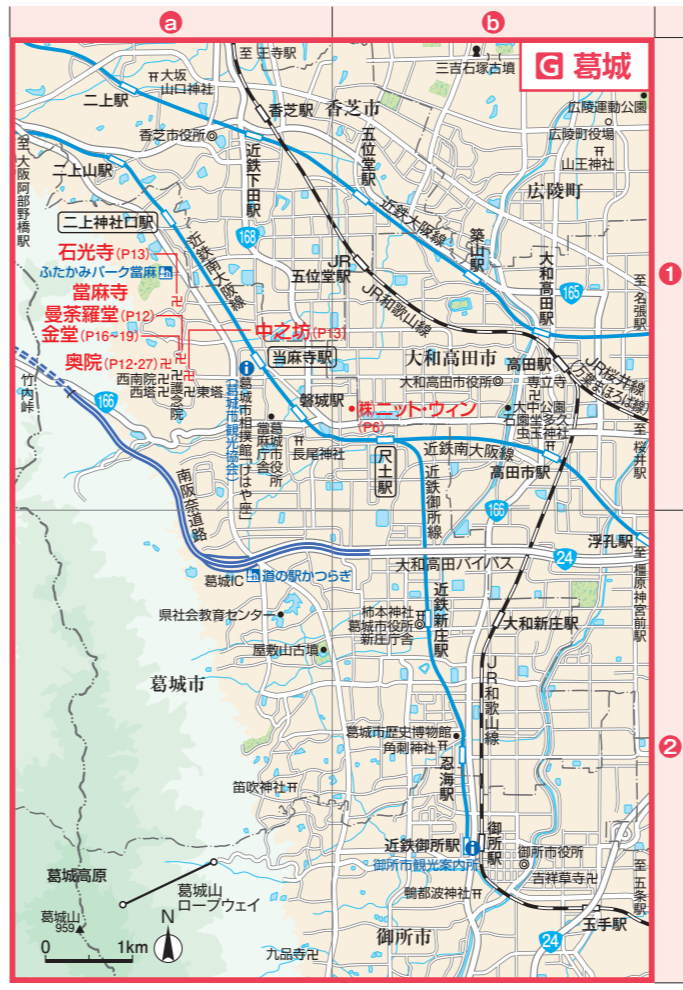 a
b
G 葛城
至 王寺駅
三吉石塚古墳
大坂
山口神社
二上駅
香芝駅
香芝市
広陵運動公園
広陵町役場
山王神社
香芝市役所
五位堂駅
近鉄下田駅
至 大阪阿部野橋駅
二上山駅
広陵町
近鉄大阪線
築山駅
二上神社口駅
168
石光寺(P13)
ふたかみパーク當麻
近鉄南大阪線
JR
五位堂駅
JR和歌山線
大和高田駅
165
至 名張駅
1
當麻寺
曼荼羅堂(P12)
金堂(P16~19)
中之坊(P13)
奥院(P12・27)
当麻寺駅
大和高田市
高田駅
JR桜井線
(万葉まほろば線)
大和高田市役所
専立寺
竹内峠
166
西南院
西塔
護念院
東塔
葛城市相撲館「けはや座」
(葛城市観光協会)
磐城駅
㈱ニット・ウィン
(P6)
大中公園
石園坐多久
虫玉神社
至 桜井駅
葛城市役所
當麻庁舎
長尾神社
尺土駅
近鉄南大阪線
高田市駅
南阪奈道路
近鉄御所線
166
24
浮孔駅
大和高田バイパス
葛城IC
道の駅かつらぎ
至 橿原神宮前駅
県社会教育センター
柿本神社
葛城市役所
新庄庁舎
近鉄新庄駅
大和新庄駅
屋敷山古墳
葛城市
JR和歌山線
2
葛城市歴史博物館
角刺神社
忍海駅
笛吹神社
近鉄御所駅
御所駅
御所市役所
御所市観光案内所
吉祥草寺
至 五条駅
葛城高原
葛城山
ロープウェイ
鴨都波神社
葛城山
959
N
0 1km
玉手駅
24
御所市
九品寺